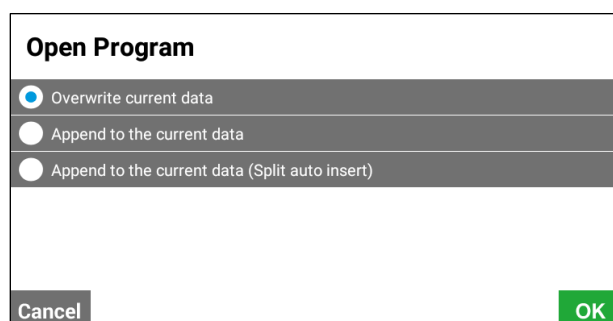 Open Program
Overwrite current data
Append to the current data
Append to the current data (Split auto insert)
Cancel
OK